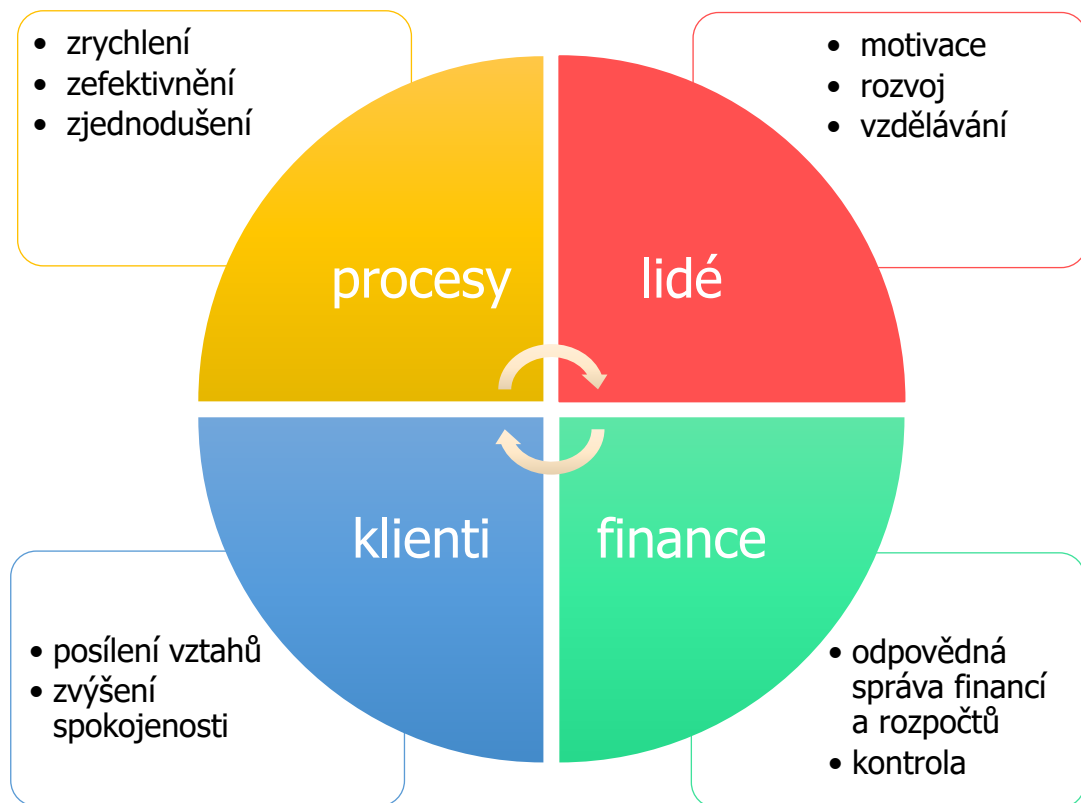 • zrychlení
• zefektivnění
• zjednodušení
• motivace
• rozvoj
• vzdělávání
procesy
lidé
klienti
finance
• posílení vztahů
• zvýšení
spokojenosti
• odpovědná
správa financí
a rozpočtů
• kontrola